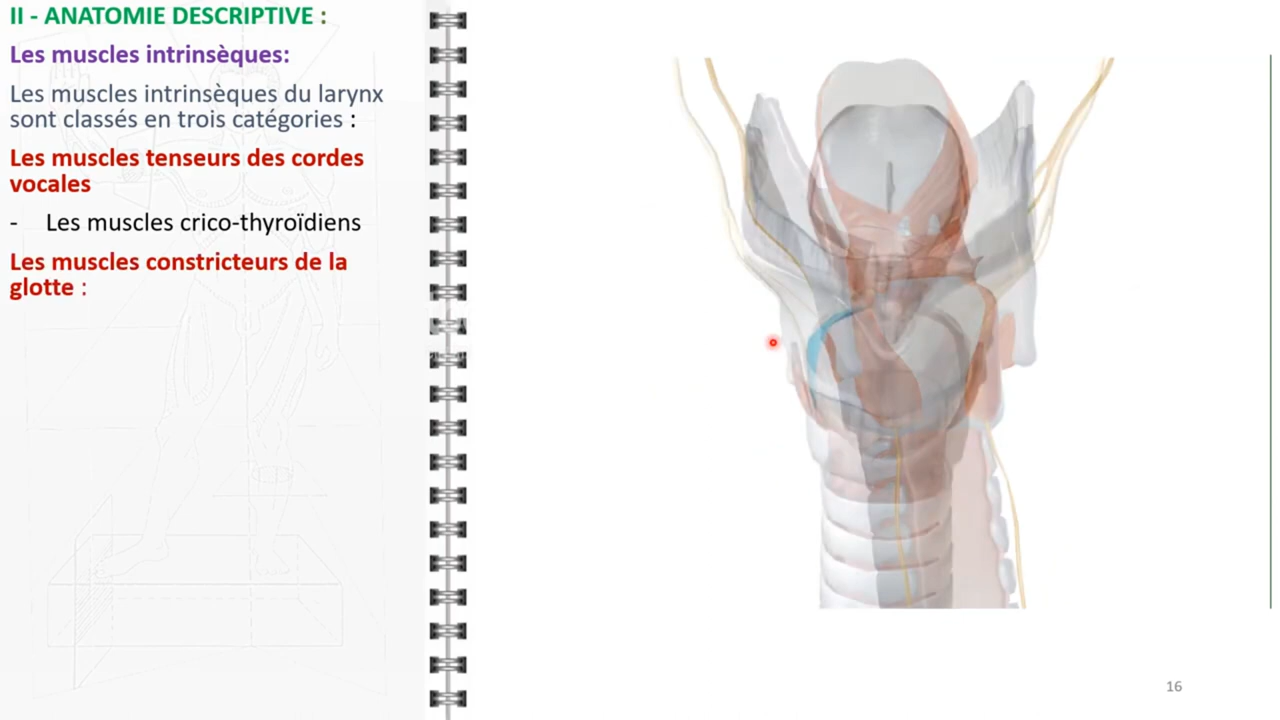 II - ANATOMIE DESCRIPTIVE :
Les muscles intrinsèques:
Les muscles intrinsèques du larynx
sont classés en trois catégories :
Les muscles tenseurs des cordes
vocales
- Les muscles crico-thyroïdiens
Les muscles constricteurs de la
glotte :
16